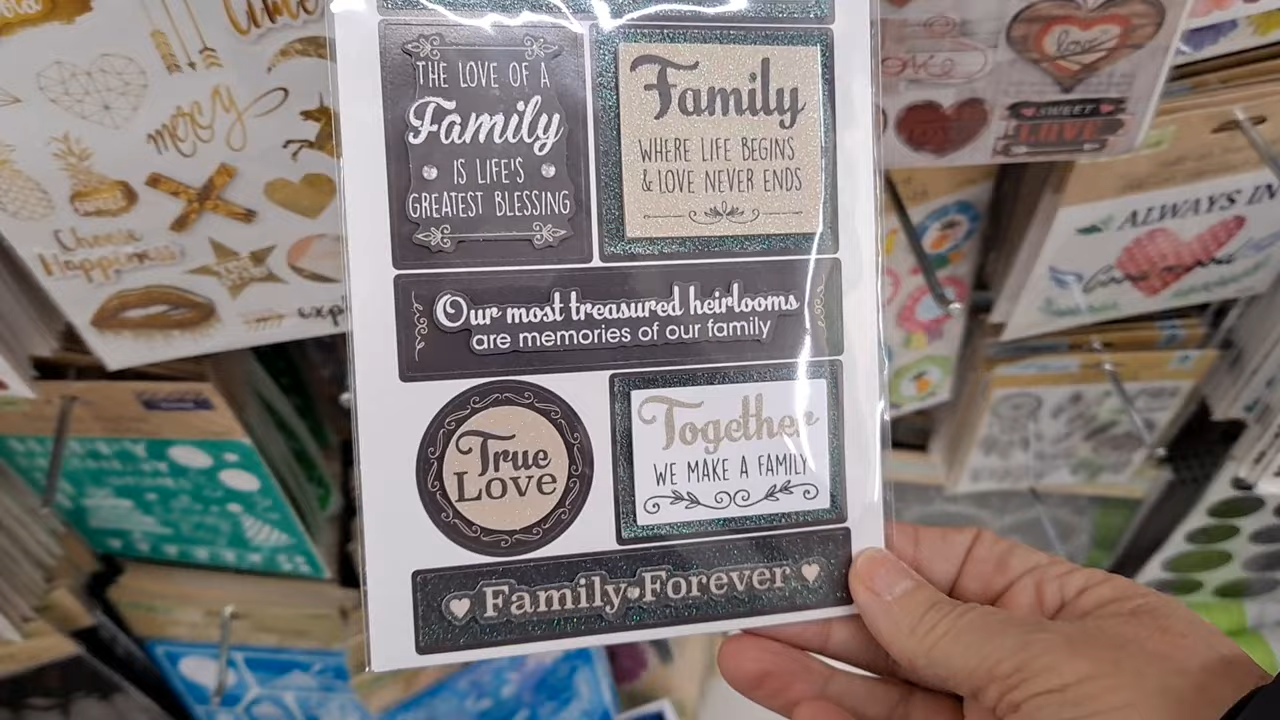 THE LOVE OF A
Family
IS LIFE'S
GREATEST BLESSING
Family
WHERE LIFE BEGINS
& LOVE NEVER ENDS
Our most treasured heirlooms
are memories of our family
True
Love
Together
WE MAKE A FAMILY
Family Forever
mercy
sweet
Choose
Happiness
love
SWEET
LOVE
ALWAYS IN